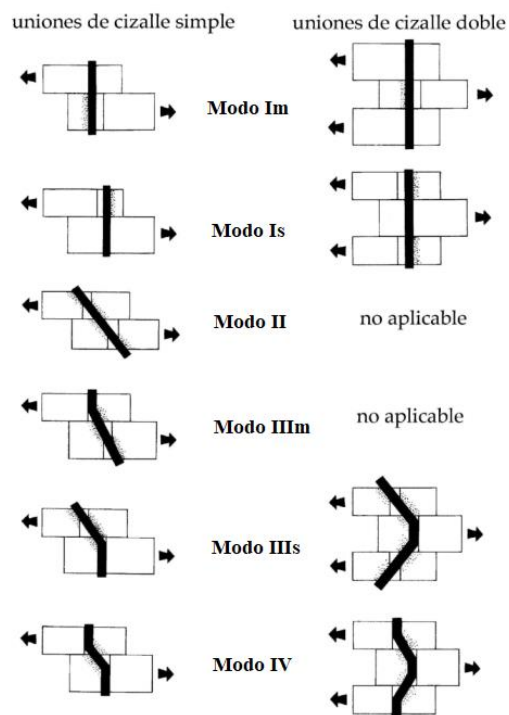 uniones de cizalle simple
uniones de cizalle doble
Modo Im
Modo Is
Modo II
no aplicable
Modo IIIm
no aplicable
Modo IIIs
Modo IV